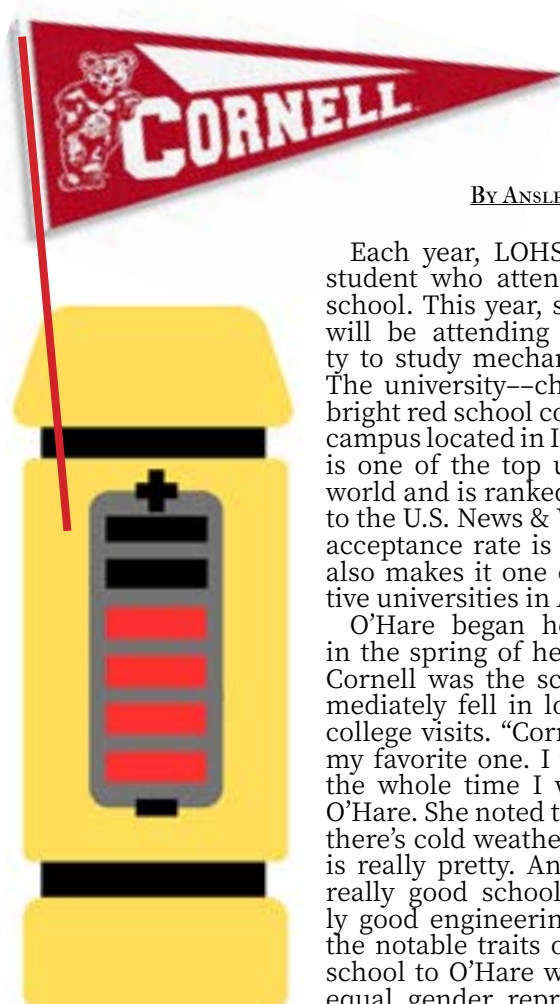 CORNELL
BY ANSLE
Each year, LOHS
student who atten
school. This year, s
will be attending
ty to study mechar
The university––ch
bright red school co
campus located in I
is one of the top u
world and is ranked
to the U.S. News &
acceptance rate is
also makes it one
tive universities in
O’Hare began he
in the spring of he
Cornell was the sc
mediately fell in lo
college visits. “Corn
my favorite one. I
the whole time I w
O’Hare. She noted t
there’s cold weathe
is really pretty. An
really good school
ly good engineerin
the notable traits o
school to O’Hare w
equal gender repr